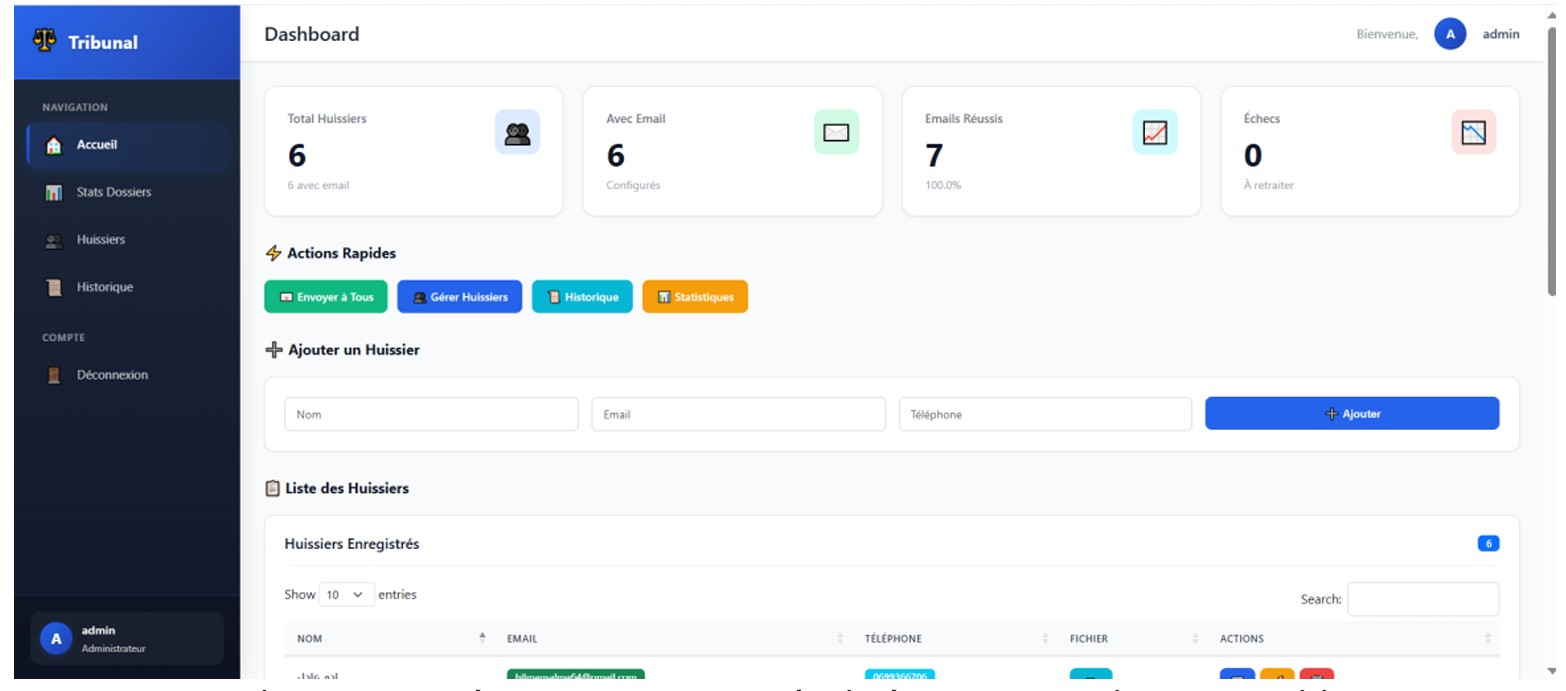 Tribunal
Dashboard
Bienvenue, A admin
NAVIGATION
Accueil
Stats Dossiers
Huissiers
Historique
COMPTE
Déconnexion
A admin
Administrateur
Total Huissiers
6
6 avec email
Avec Email
6
Configurés
Emails Réussis
7
100.0%
Échecs
0
À retraiter
Actions Rapides
Envoyer à Tous Gérer Huissiers Historique Statistiques
Ajouter un Huissier
Nom Email Téléphone Ajouter
Liste des Huissiers
Huissiers Enregistrés 6
Show 10 entries Search:
NOM EMAIL TÉLÉPHONE FICHIER ACTIONS
0699366706